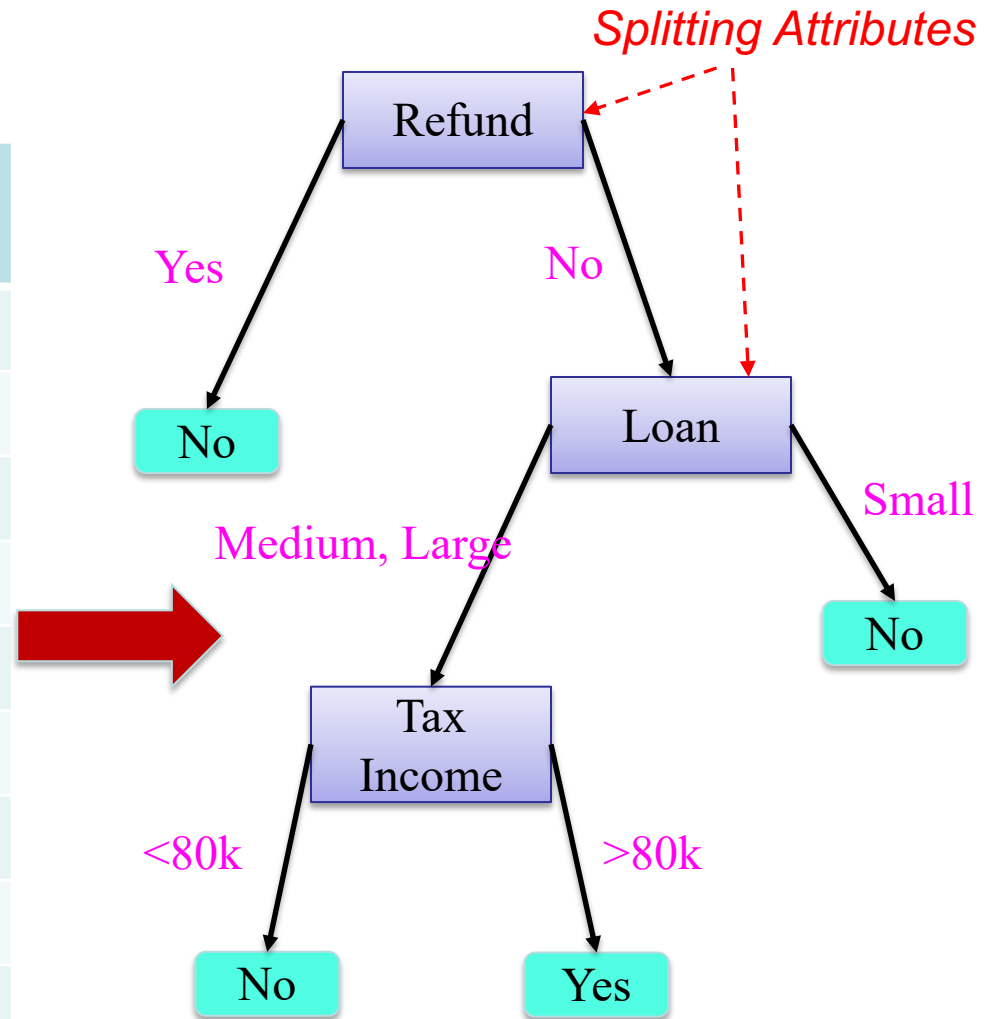 Splitting Attributes
Refund
Yes
No
No
Loan
Medium, Large
Small
No
Tax
Income
<80k
>80k
No
Yes